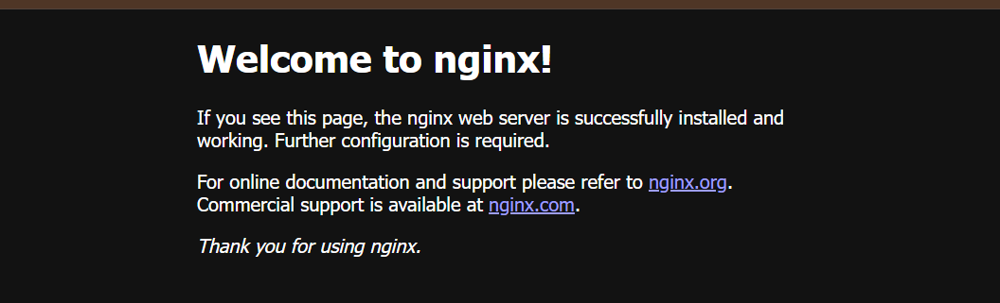 Welcome to nginx!
If you see this page, the nginx web server is successfully installed and
working. Further configuration is required.
For online documentation and support please refer to nginx.org.
Commercial support is available at nginx.com.
Thank you for using nginx.